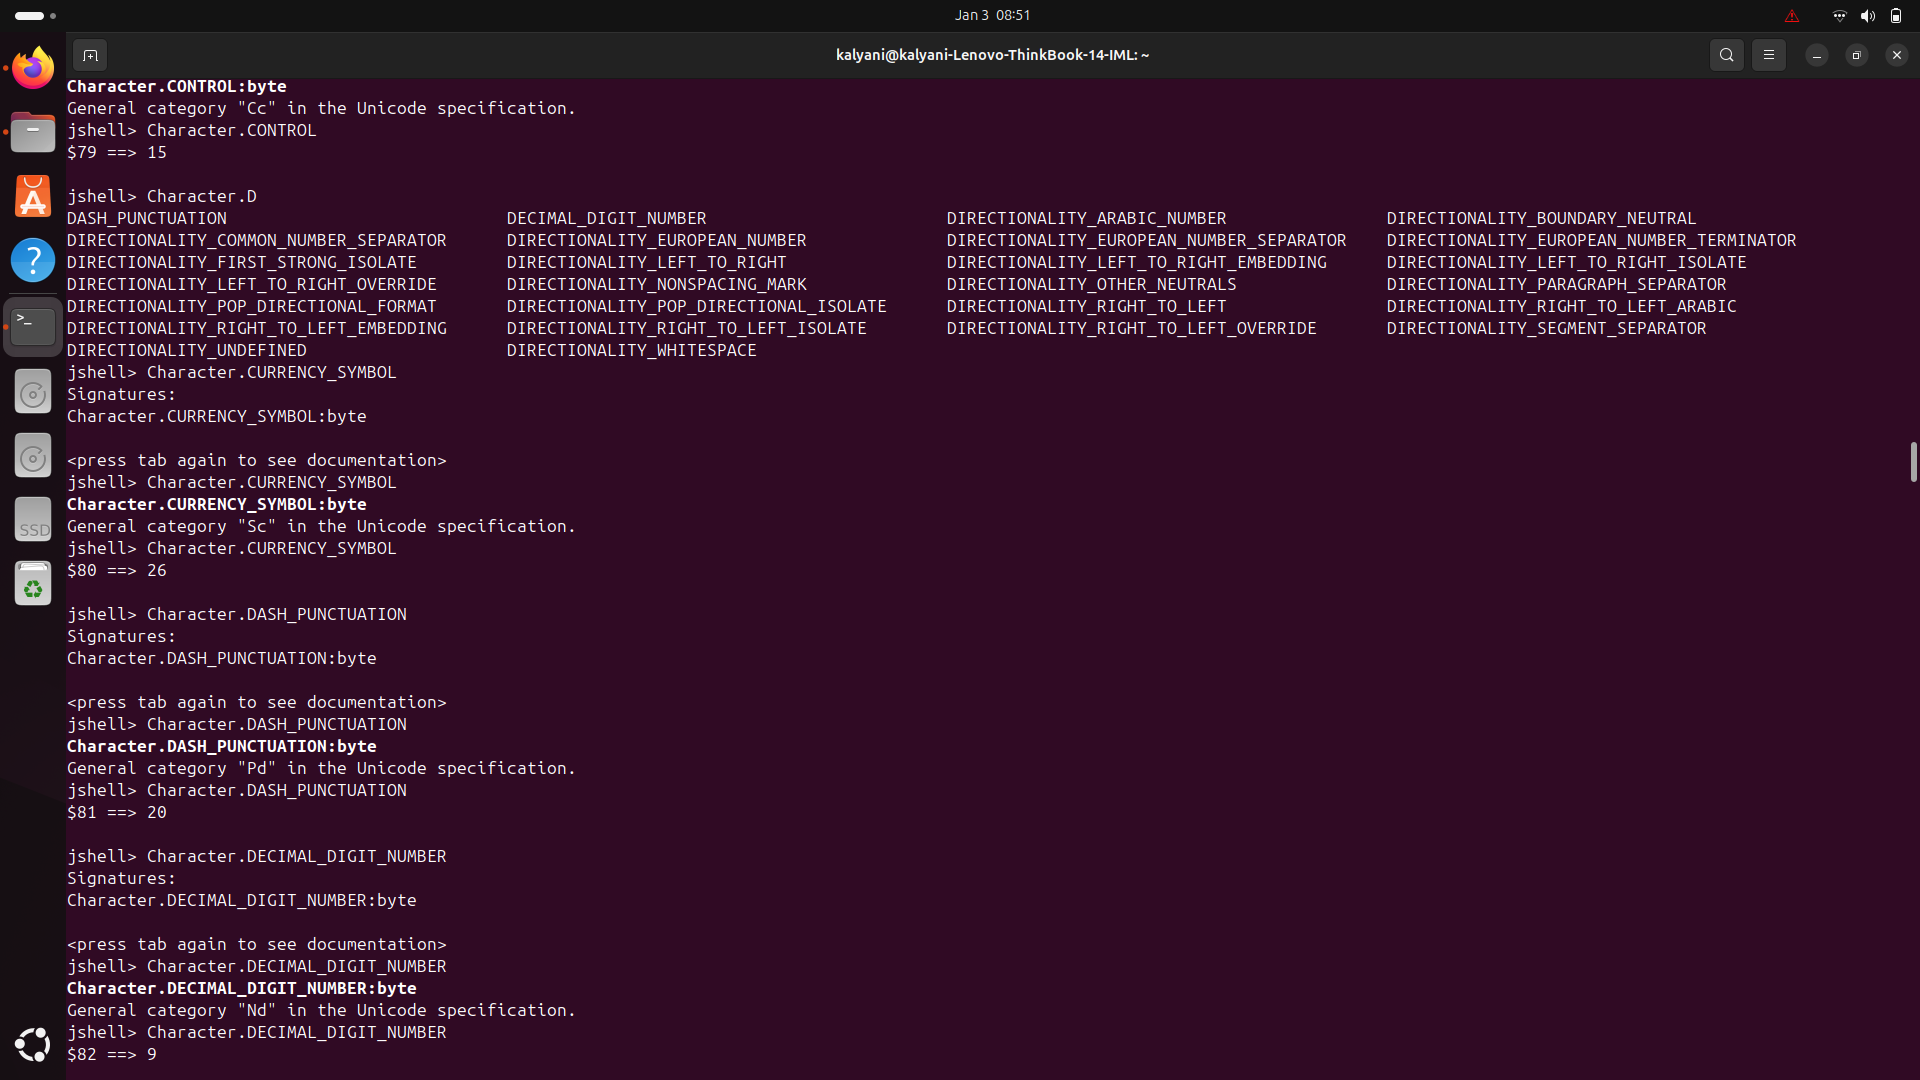 Jan 3 08:51
kalyani@kalyani-Lenovo-ThinkBook-14-IML: ~
Character.CONTROL:byte
General category "Cc" in the Unicode specification.
jshell> Character.CONTROL
$79 ==> 15
jshell> Character.D
DASH_PUNCTUATION DECIMAL_DIGIT_NUMBER DIRECTIONALITY_ARABIC_NUMBER DIRECTIONALITY_BOUNDARY_NEUTRAL
DIRECTIONALITY_COMMON_NUMBER_SEPARATOR DIRECTIONALITY_EUROPEAN_NUMBER DIRECTIONALITY_EUROPEAN_NUMBER_SEPARATOR DIRECTIONALITY_EUROPEAN_NUMBER_TERMINATOR
DIRECTIONALITY_FIRST_STRONG_ISOLATE DIRECTIONALITY_LEFT_TO_RIGHT DIRECTIONALITY_LEFT_TO_RIGHT_EMBEDDING DIRECTIONALITY_LEFT_TO_RIGHT_ISOLATE
DIRECTIONALITY_LEFT_TO_RIGHT_OVERRIDE DIRECTIONALITY_NONSPACING_MARK DIRECTIONALITY_OTHER_NEUTRALS DIRECTIONALITY_PARAGRAPH_SEPARATOR
DIRECTIONALITY_POP_DIRECTIONAL_FORMAT DIRECTIONALITY_POP_DIRECTIONAL_ISOLATE DIRECTIONALITY_RIGHT_TO_LEFT DIRECTIONALITY_RIGHT_TO_LEFT_ARABIC
DIRECTIONALITY_RIGHT_TO_LEFT_EMBEDDING DIRECTIONALITY_RIGHT_TO_LEFT_ISOLATE DIRECTIONALITY_RIGHT_TO_LEFT_OVERRIDE DIRECTIONALITY_SEGMENT_SEPARATOR
DIRECTIONALITY_UNDEFINED DIRECTIONALITY_WHITESPACE
jshell> Character.CURRENCY_SYMBOL
Signatures:
Character.CURRENCY_SYMBOL:byte
<press tab again to see documentation>
jshell> Character.CURRENCY_SYMBOL
Character.CURRENCY_SYMBOL:byte
General category "Sc" in the Unicode specification.
jshell> Character.CURRENCY_SYMBOL
$80 ==> 26
jshell> Character.DASH_PUNCTUATION
Signatures:
Character.DASH_PUNCTUATION:byte
<press tab again to see documentation>
jshell> Character.DASH_PUNCTUATION
Character.DASH_PUNCTUATION:byte
General category "Pd" in the Unicode specification.
jshell> Character.DASH_PUNCTUATION
$81 ==> 20
jshell> Character.DECIMAL_DIGIT_NUMBER
Signatures:
Character.DECIMAL_DIGIT_NUMBER:byte
<press tab again to see documentation>
jshell> Character.DECIMAL_DIGIT_NUMBER
Character.DECIMAL_DIGIT_NUMBER:byte
General category "Nd" in the Unicode specification.
jshell> Character.DECIMAL_DIGIT_NUMBER
$82 ==> 9
SSD